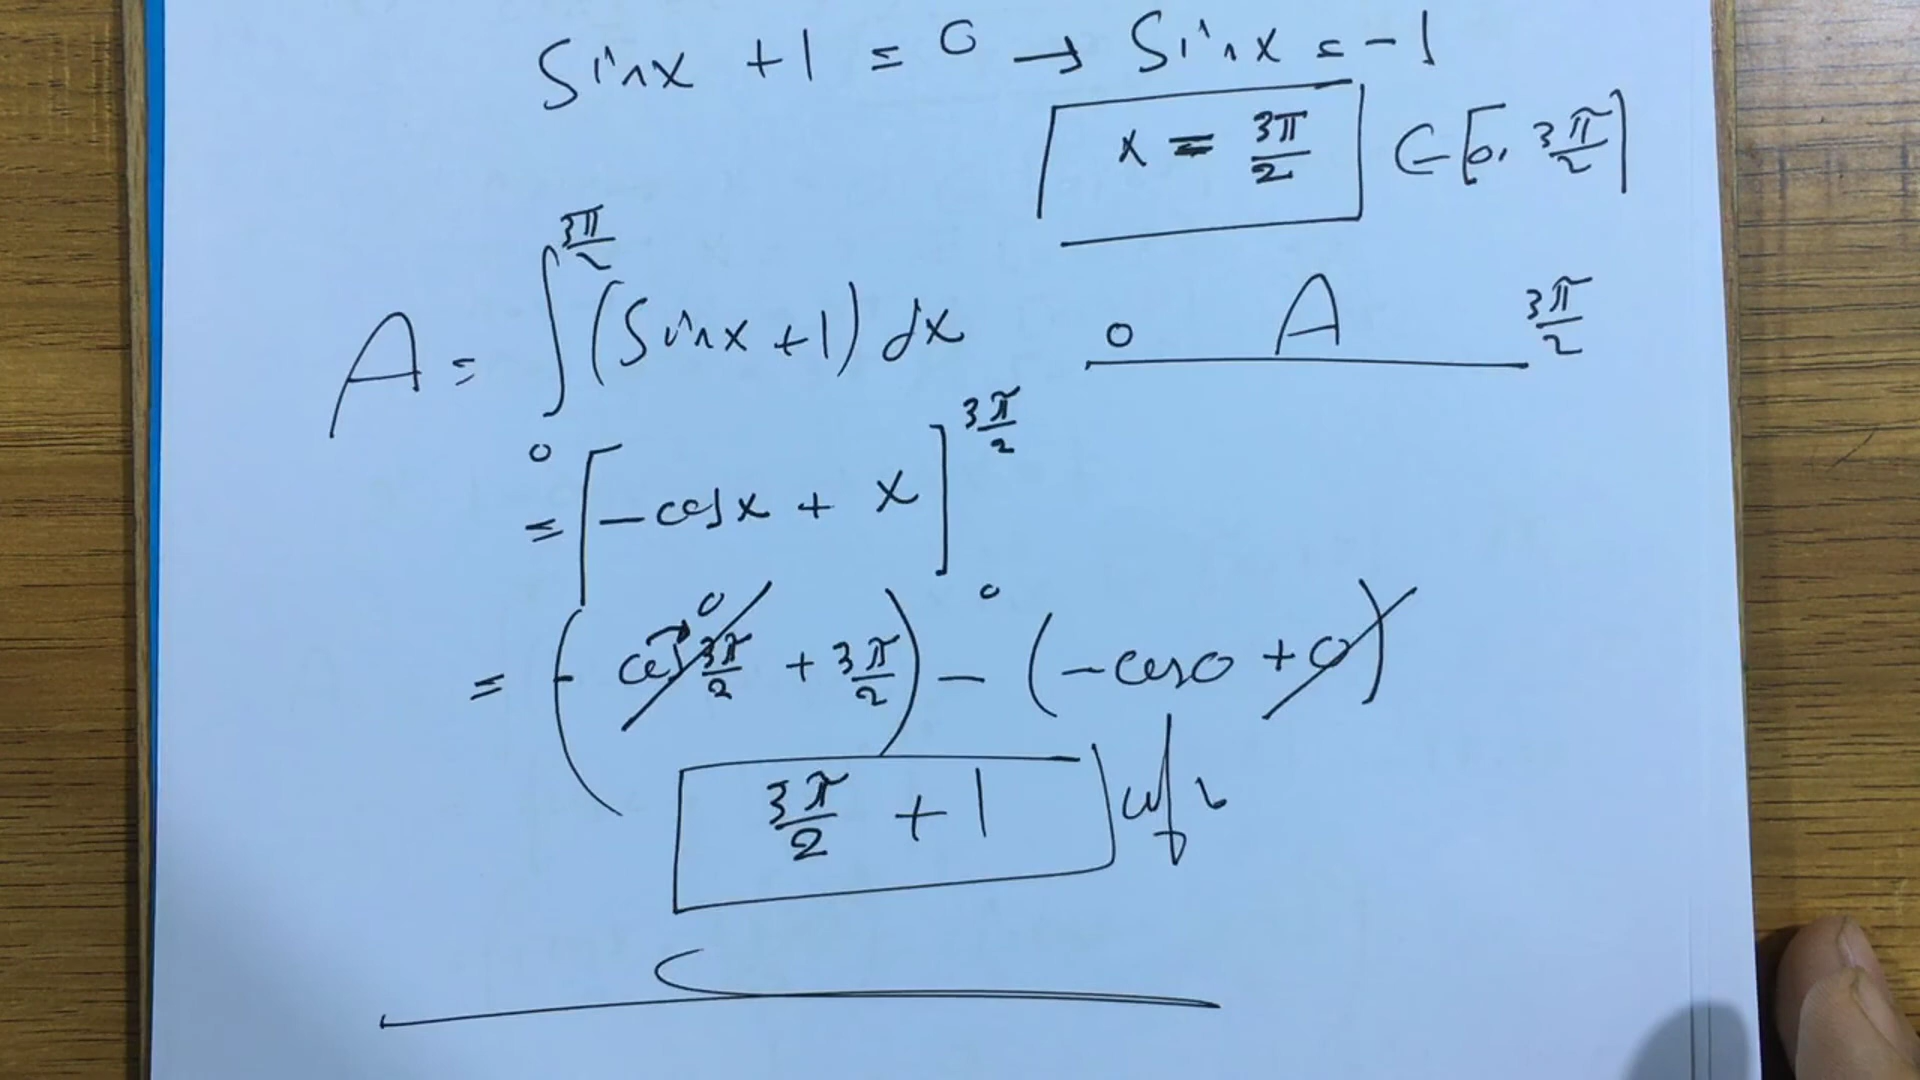 Sinx + 1 = 0 → Sinx = -1
x = 3π/2 ∈ [0, 3π/2]
A = ∫₀^(3π/2) (Sinx + 1) dx
0 A 3π/2
= [-cosx + x]₀^(3π/2)
= (-cos 3π/2 → 0 + 3π/2) - (-cos0 + 0)
3π/2 + 1